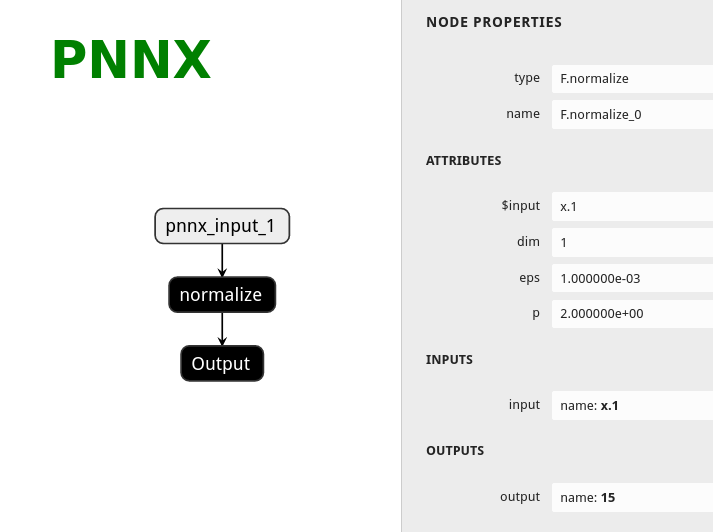 PNNX
pnnx_input_1
normalize
Output
NODE PROPERTIES
type F.normalize
name F.normalize_0
ATTRIBUTES
$input x.1
dim 1
eps 1.000000e-03
p 2.000000e+00
INPUTS
input name: x.1
OUTPUTS
output name: 15